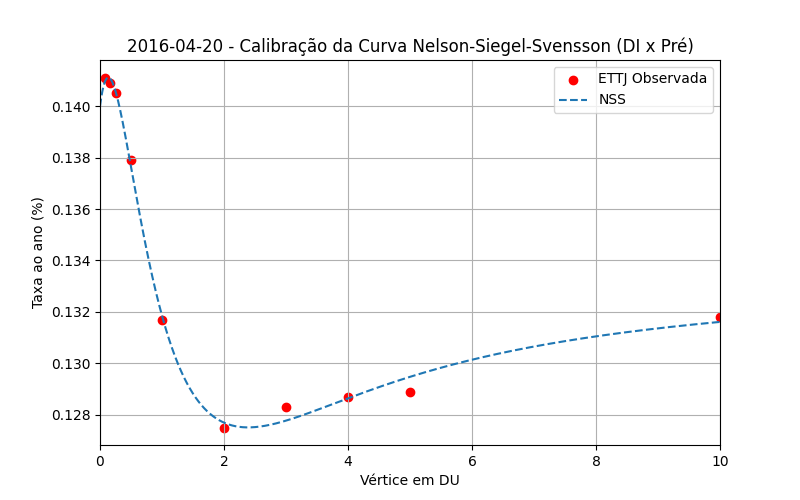 2016-04-20 - Calibração da Curva Nelson-Siegel-Svensson (DI x Pré)
ETTJ Observada
NSS
Taxa ao ano (%)
0.140
0.138
0.136
0.134
0.132
0.130
0.128
0 2 4 6 8 10
Vértice em DU